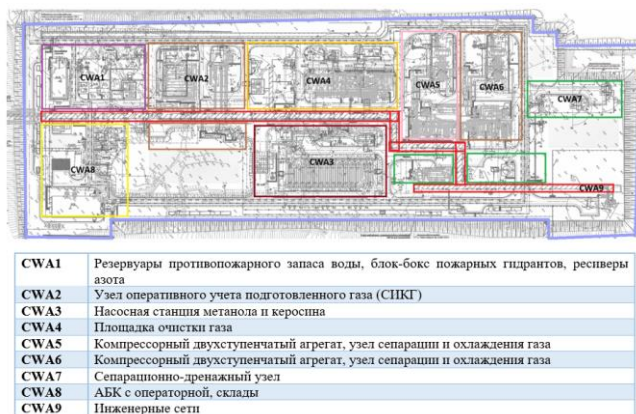 CWA1
CWA2
CWA4
CWA5
CWA6
CWA7
CWA8
CWA3
CWA9
CWA1 Резервуары противопожарного запаса воды, блок-бокс пожарных гидрантов, ресиверы
азота
CWA2 Узел оперативного учета подготовленного газа (СИКГ)
CWA3 Насосная станция метанола и керосина
CWA4 Площадка очистки газа
CWA5 Компрессорный двухступенчатый агрегат, узел сепарации и охлаждения газа
CWA6 Компрессорный двухступенчатый агрегат, узел сепарации и охлаждения газа
CWA7 Сепарационно-дренажный узел
CWA8 АБК с операторной, склады
CWA9 Инженерные сети